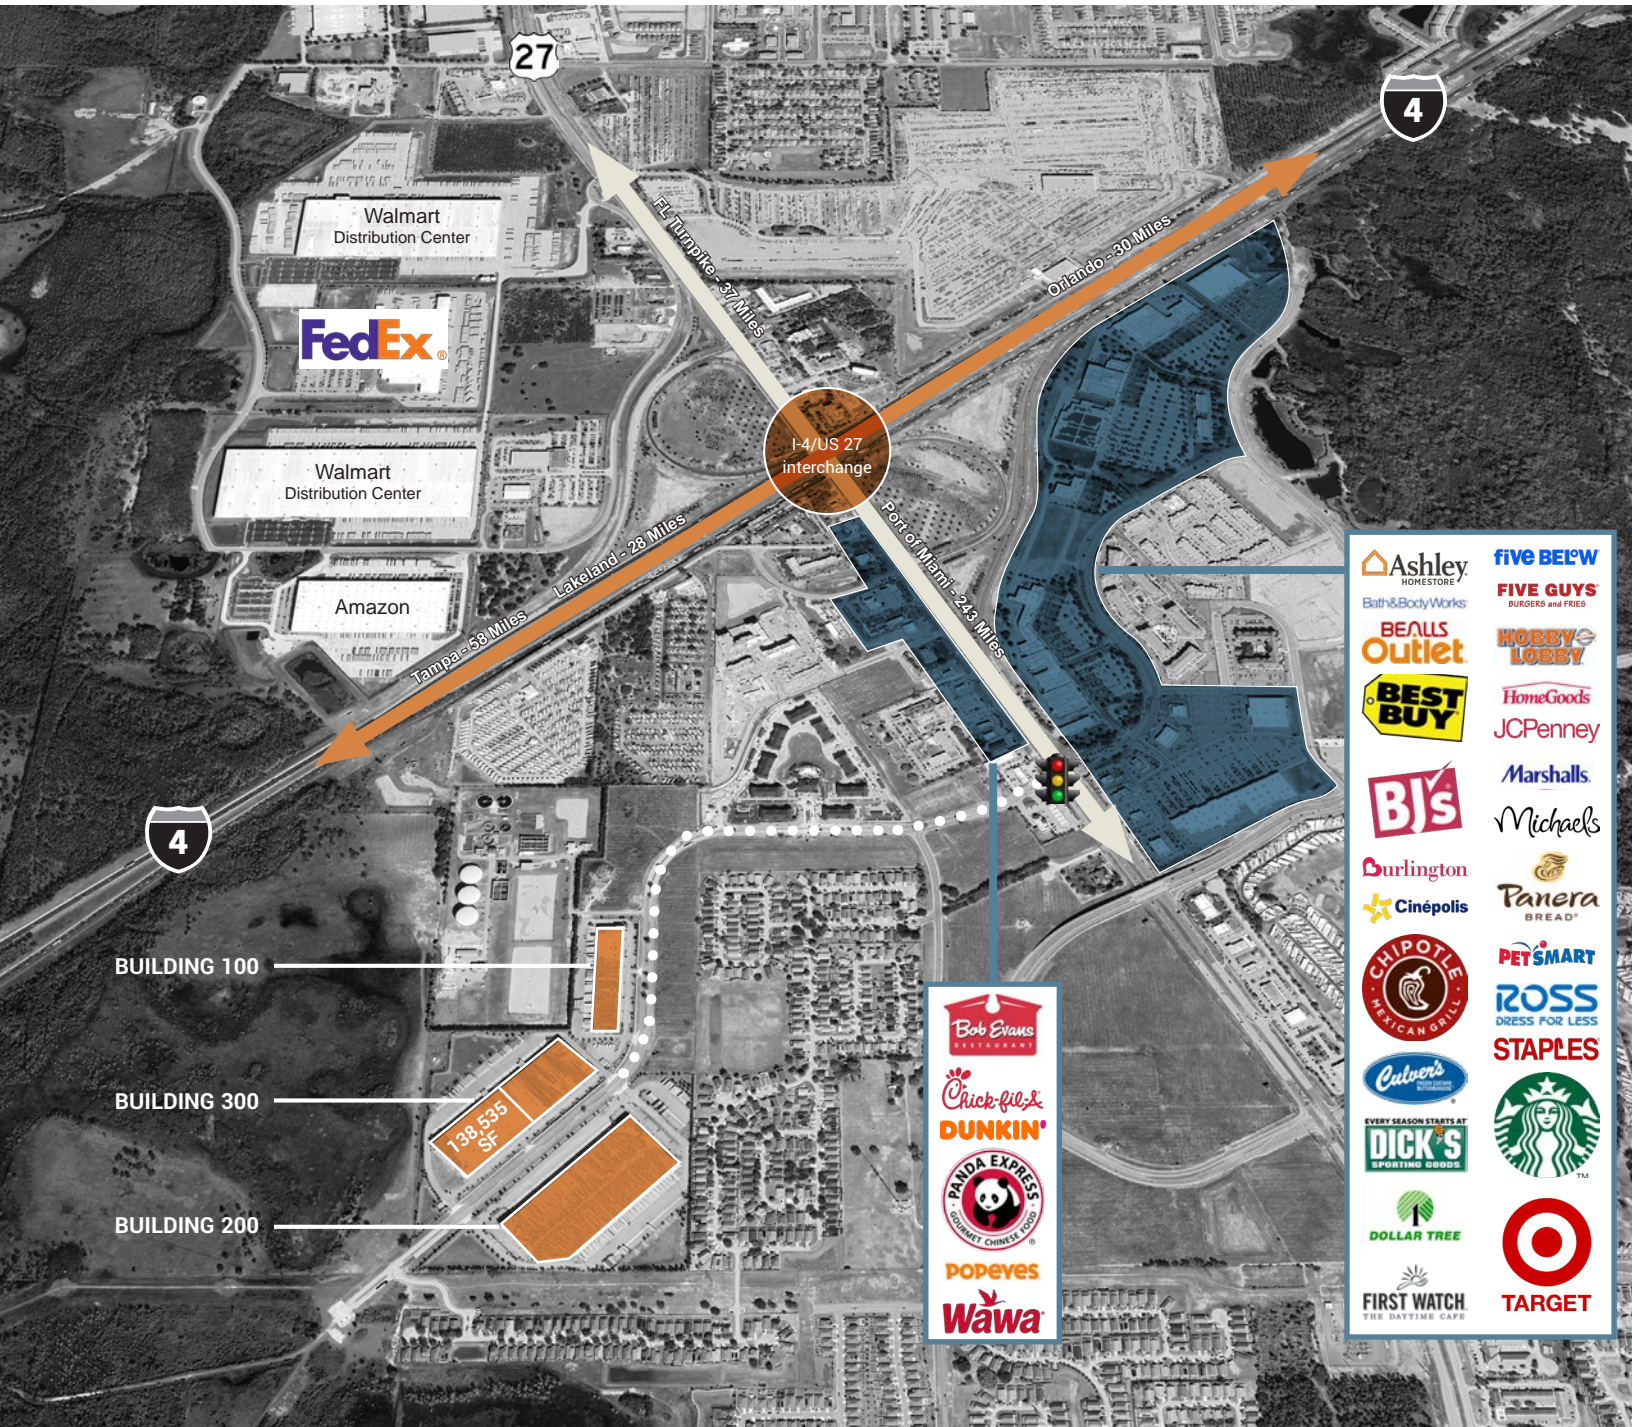 27
4
Walmart
Distribution Center
FL Turnpike - 37 Miles
Orlando - 30 Miles
FedEx®
I-4/US 27
interchange
Walmart
Distribution Center
Port of Miami - 243 Miles
Lakeland - 28 Miles
Amazon
Tampa - 58 Miles
4
BUILDING 100
BUILDING 300
138,535
SF
BUILDING 200
Bob Evans
RESTAURANT
Chick-fil-A
DUNKIN'
PANDA EXPRESS
GOURMET CHINESE FOOD
POPEYES
Wawa
Ashley
HOMESTORE
Bath&BodyWorks
BEALLS
Outlet
BEST
BUY
BJ's
Burlington
Cinépolis
CHIPOTLE
MEXICAN GRILL
Culver's
EVERY SEASON STARTS AT
DICK'S
SPORTING GOODS
DOLLAR TREE
FIRST WATCH
THE DAYTIME CAFE
fiVe BELOW
FIVE GUYS
BURGERS and FRIES
HOBBY
LOBBY
HomeGoods
JCPenney
Marshalls
Michaels
Panera
BREAD®
PETSMART
ROSS
DRESS FOR LESS
STAPLES
TM
TARGET